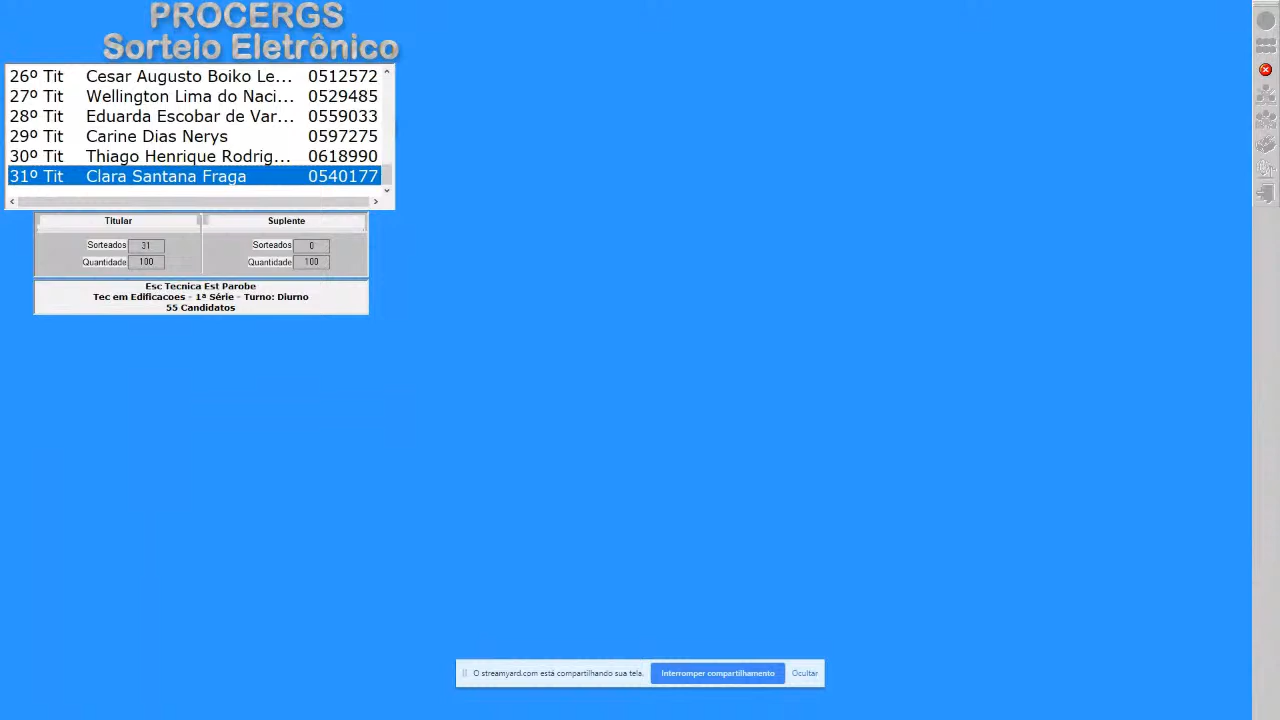 PROCERGS
Sorteio Eletrônico
26º Tit Cesar Augusto Boiko Le... 0512572
27º Tit Wellington Lima do Naci... 0529485
28º Tit Eduarda Escobar de Var... 0559033
29º Tit Carine Dias Nerys 0597275
30º Tit Thiago Henrique Rodrig... 0618990
31º Tit Clara Santana Fraga 0540177
Titular Suplente
Sorteados 31 Sorteados 0
Quantidade 100 Quantidade 100
Esc Tecnica Est Parobe
Tec em Edificacoes - 1ª Série - Turno: Diurno
55 Candidatos
O streamyard.com está compartilhando sua tela. Interromper compartilhamento Ocultar